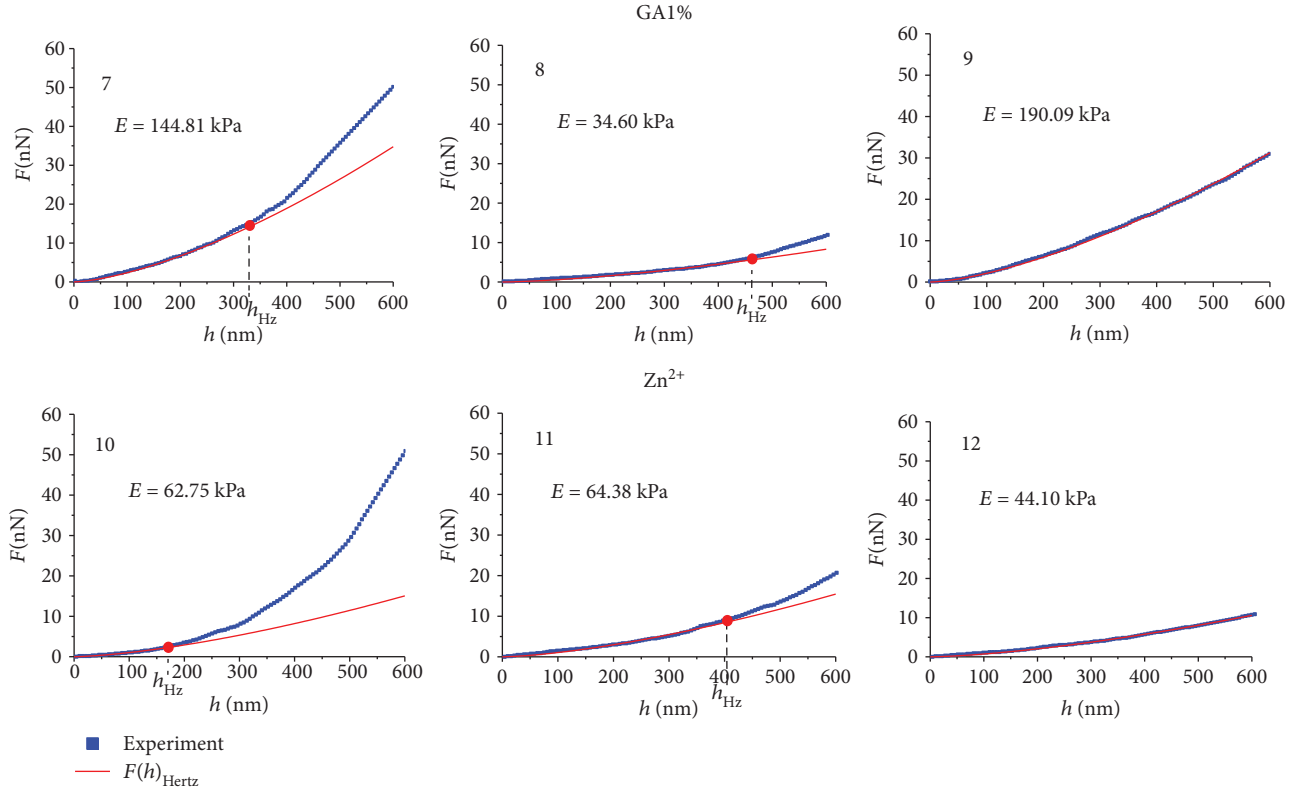 GA1%
60
50
40
30
20
10
0
F(nN)
7
E = 144.81 kPa
0 100 200 300 400 500 600
h_Hz
h (nm)
60
50
40
30
20
10
0
F(nN)
8
E = 34.60 kPa
0 100 200 300 400 500 600
h_Hz
h (nm)
60
50
40
30
20
10
0
F(nN)
9
E = 190.09 kPa
0 100 200 300 400 500 600
h (nm)
Zn²⁺
60
50
40
30
20
10
0
F(nN)
10
E = 62.75 kPa
0 100 200 300 400 500 600
h_Hz
h (nm)
60
50
40
30
20
10
0
F(nN)
11
E = 64.38 kPa
0 100 200 300 400 500 600
h_Hz
h (nm)
60
50
40
30
20
10
0
F(nN)
12
E = 44.10 kPa
0 100 200 300 400 500 600
h (nm)
Experiment
F(h)_Hertz